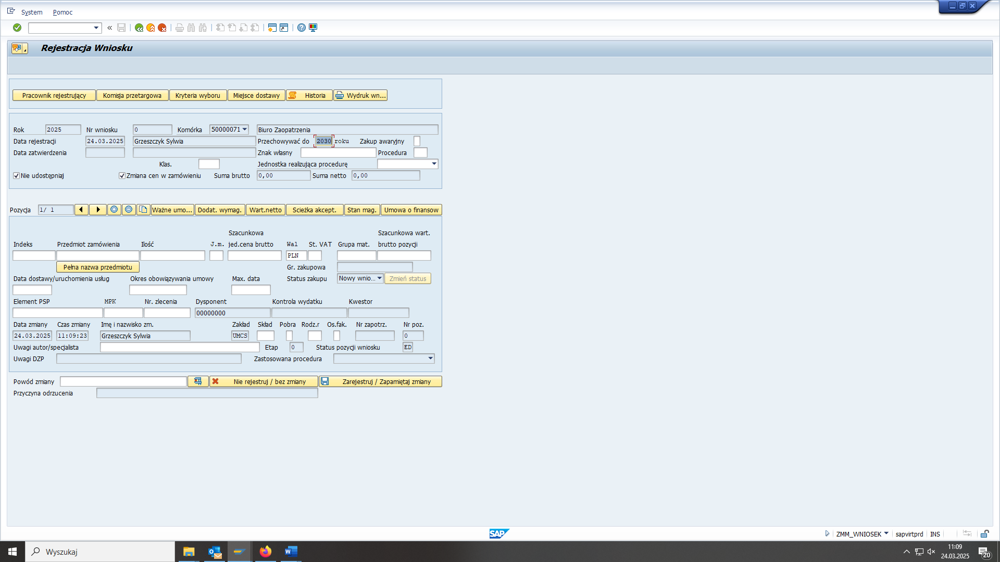 System Pomoc
Rejestracja Wniosku
Pracownik rejestrujący Komisja przetargowa Kryteria wyboru Miejsce dostawy Historia Wydruk wn...
Rok 2025 Nr wniosku 0 Komórka 50000071 Biuro Zaopatrzenia
Data rejestracji 24.03.2025 Grzeszczyk Sylwia Przechowywać do 2030 roku Zakup awaryjny
Data zatwierdzenia Znak własny Procedura
Klas. Jednostka realizująca procedurę
Nie udostępniaj Zmiana cen w zamówieniu Suma brutto 0,00 Suma netto 0,00
Pozycja 1/ 1 Ważne umo... Dodat. wymag. Wart.netto Scieżka akcept. Stan mag. Umowa o finansow
Szacunkowa Szacunkowa wart.
Indeks Przedmiot zamówienia Ilość J.m. jed.cena brutto Wal St. VAT Grupa mat. brutto pozycji
PLN
Pełna nazwa przedmiotu Gr. zakupowa
Data dostawy/uruchomienia usług Okres obowiązywania umowy Max. data Status zakupu Nowy wnio... Zmień status
Element PSP MPK Nr. zlecenia Dysponent Kontrola wydatku Kwestor
00000000
Data zmiany Czas zmiany Imę i nazwisko zm. Zakład Skład Pobra Rodz.r Os.fak. Nr zapotrz. Nr poz.
24.03.2025 11:09:23 Grzeszczyk Sylwia UMCS 0
Uwagi autor/specjalista Etap 0 Status pozycji wniosku ED
Uwagi DZP Zastosowana procedura
Powód zmiany Nie rejestruj / bez zmiany Zarejestruj / Zapamiętaj zmiany
Przyczyna odrzucenia
SAP ZMM_WNIOSEK sapvirtprd INS
Wyszukaj 11:09
24.03.2025 20